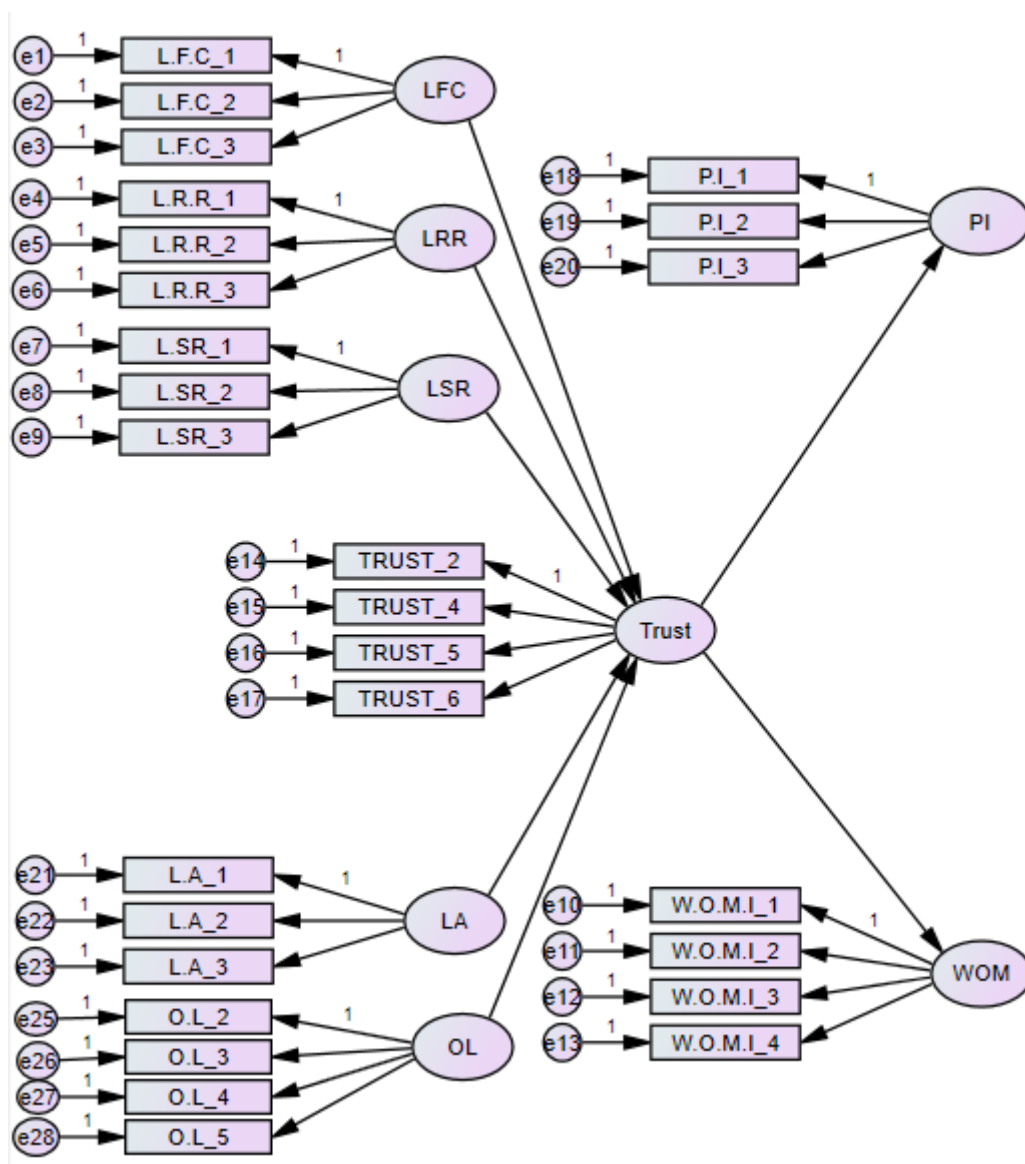 e1 1 L.F.C_1 1 LFC
e2 1 L.F.C_2
e3 1 L.F.C_3
e4 1 L.R.R_1 1 LRR
e5 1 L.R.R_2
e6 1 L.R.R_3
e7 1 L.SR_1 1 LSR
e8 1 L.SR_2
e9 1 L.SR_3
e18 1 P.I_1 1 PI
e19 1 P.I_2
e20 1 P.I_3
e14 1 TRUST_2 1 Trust
e15 1 TRUST_4
e16 1 TRUST_5
e17 1 TRUST_6
e21 1 L.A_1 1 LA
e22 1 L.A_2
e23 1 L.A_3
e25 1 O.L_2 1 OL
e26 1 O.L_3
e27 1 O.L_4
e28 1 O.L_5
e10 1 W.O.M.I_1 1 WOM
e11 1 W.O.M.I_2
e12 1 W.O.M.I_3
e13 1 W.O.M.I_4